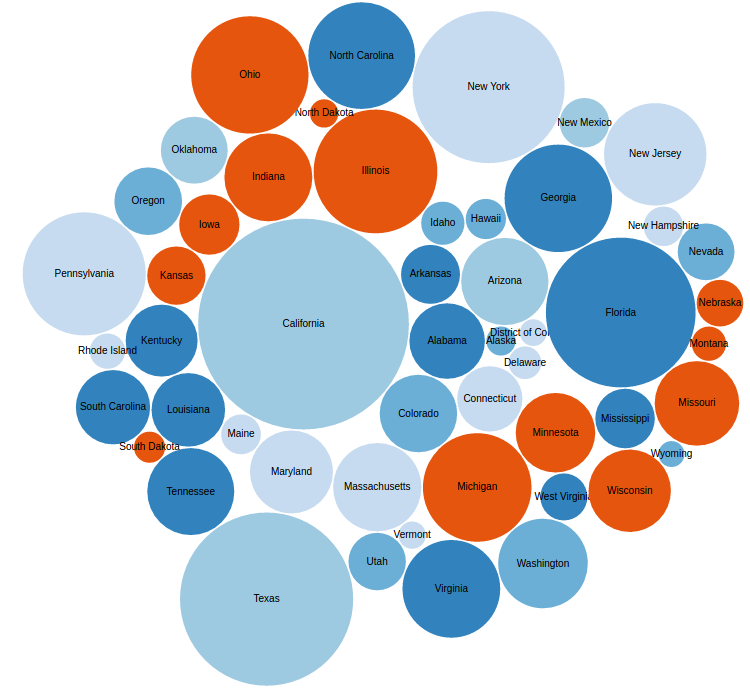 North Carolina
Ohio
New York
North Dakota
New Mexico
Oklahoma
New Jersey
Illinois
Indiana
Georgia
Oregon
Idaho
Hawaii
Iowa
New Hampshire
Nevada
Pennsylvania
Kansas
Arkansas
Arizona
Nebraska
Florida
California
District of Co
Kentucky
Alabama
Alaska
Montana
Rhode Island
Delaware
Connecticut
Missouri
South Carolina
Louisiana
Colorado
Mississippi
Maine
Minnesota
South Dakota
Wyoming
Maryland
Massachusetts
Michigan
Tennessee
Wisconsin
West Virginia
Vermont
Utah
Washington
Virginia
Texas